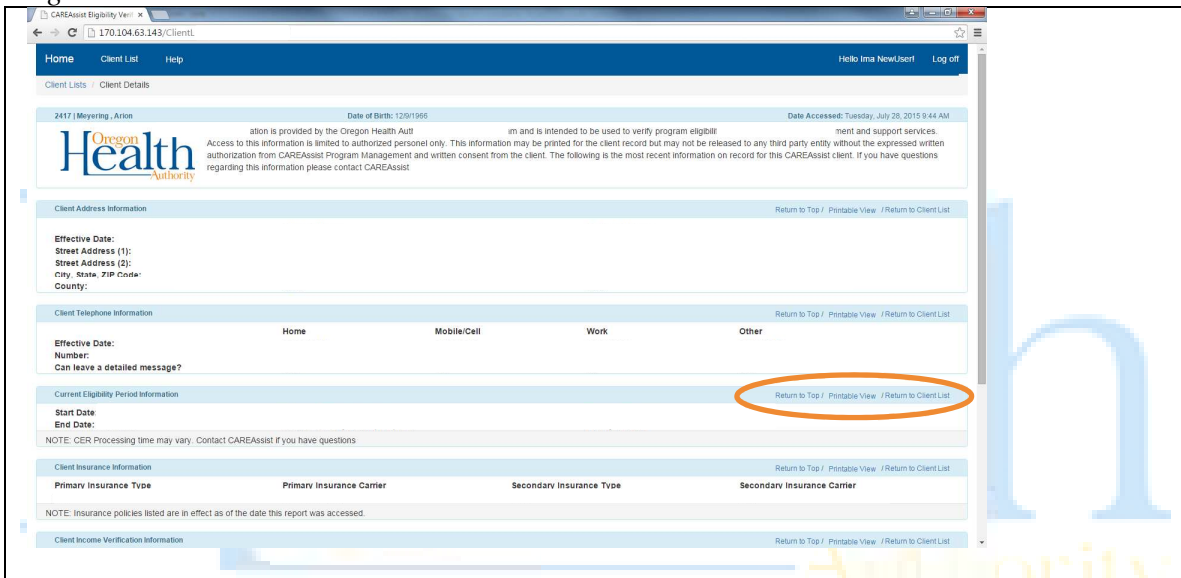 CAREAssist Eligibility Veri
170.104.63.143/ClientL
Home Client List Help Hello Ima NewUser! Log off
Client Lists / Client Details
2417 | Meyering , Arion Date of Birth: 12/9/1966 Date Accessed: Tuesday, July 28, 2015 9:44 AM
Oregon
Health
Authority
ation is provided by the Oregon Health Aut and is intended to be used to verify program ment and support services.
Access to this information is limited to authorized personel only. This information may be printed for the client record but may not be released to any third party entity without the expressed written
authorization from CAREAssist Program Management and written consent from the client. The following is the most recent information on record for this CAREAssist client. If you have questions
regarding this information please contact CAREAssist
Client Address Information Return to Top / Printable View / Return to Client List
Effective Date:
Street Address (1):
Street Address (2):
City, State, ZIP Code:
County:
Client Telephone Information Return to Top / Printable View / Return to Client List
Home Mobile/Cell Work Other
Effective Date:
Number:
Can leave a detailed message?
Current Eligibility Period Information Return to Top / Printable View / Return to Client List
Start Date:
End Date:
NOTE: CER Processing time may vary. Contact CAREAssist if you have questions
Client Insurance Information Return to Top / Printable View / Return to Client List
Primary Insurance Type Primary Insurance Carrier Secondary Insurance Type Secondary Insurance Carrier
NOTE: Insurance policies listed are in effect as of the date this report was accessed.
Client Income Verification Information Return to Top / Printable View / Return to Client List